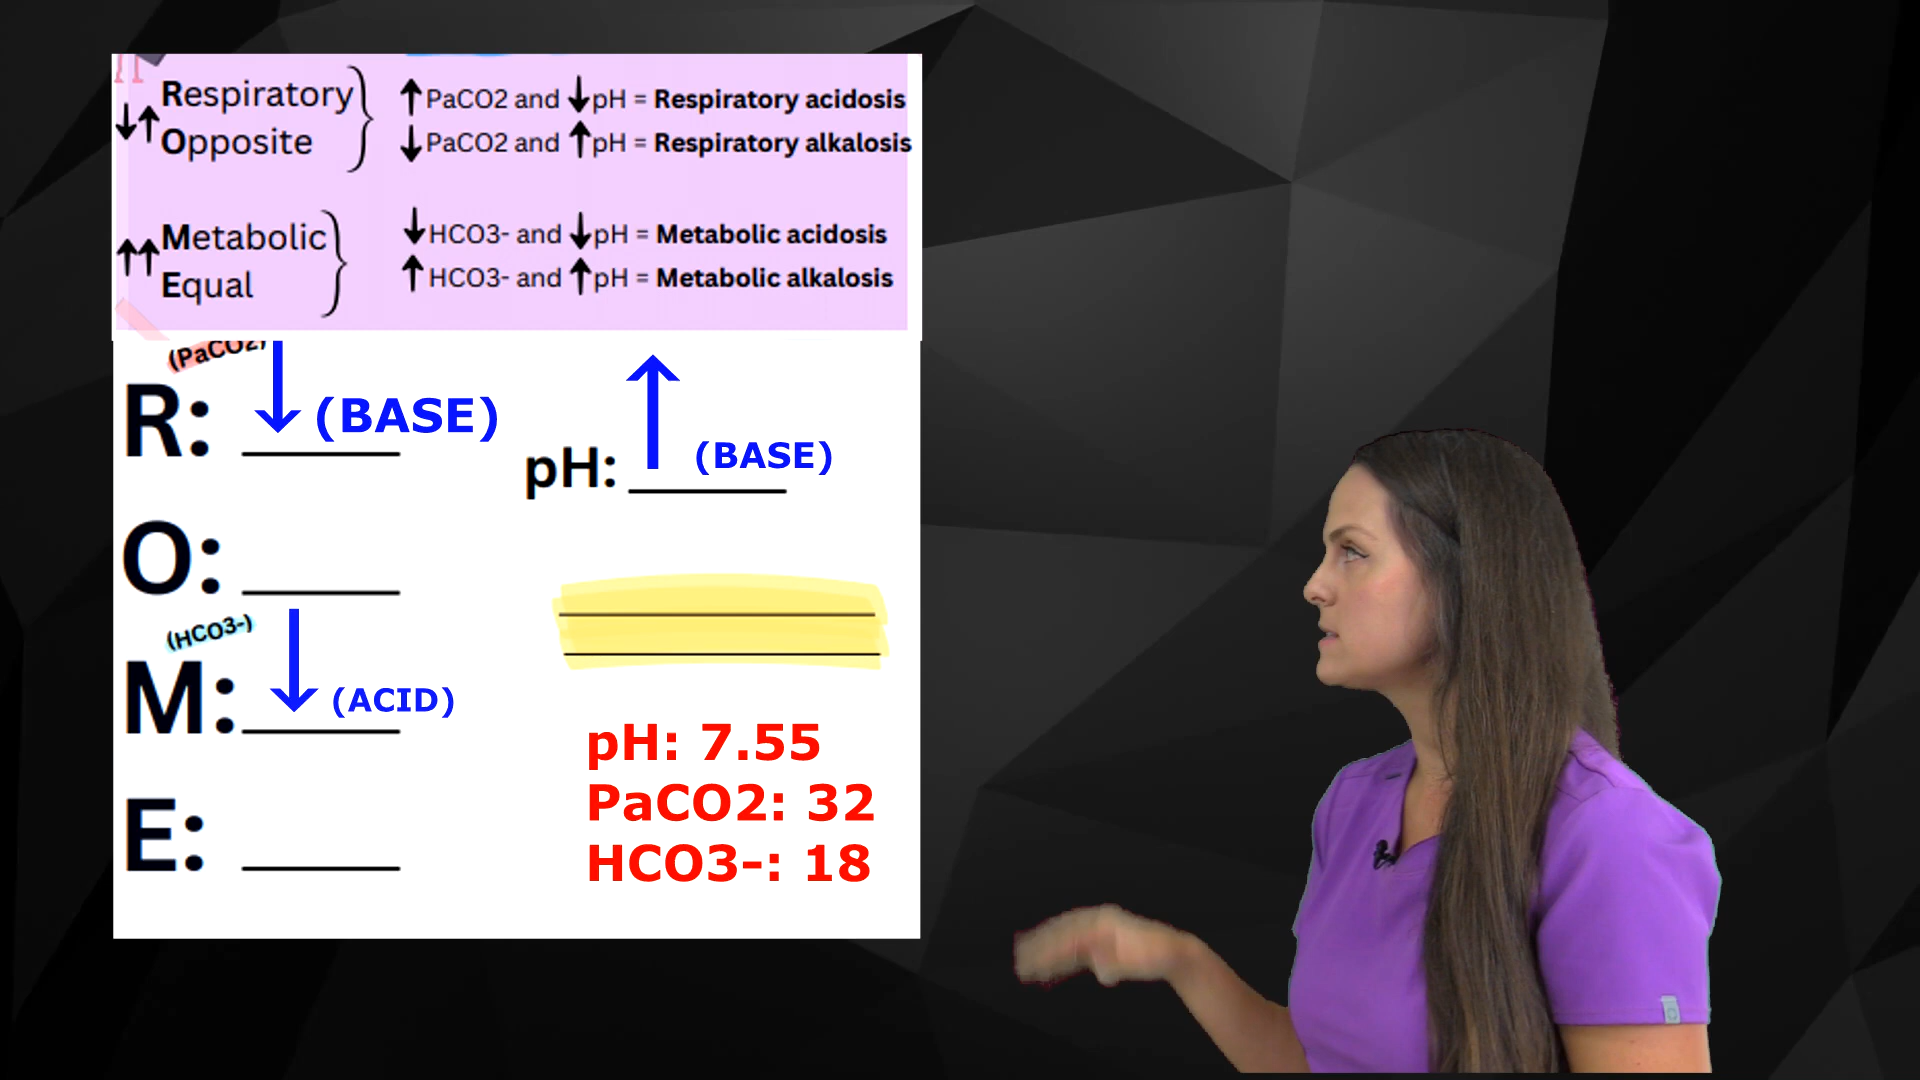 Respiratory
Opposite
↑PaCO2 and ↓pH = Respiratory acidosis
↓PaCO2 and ↑pH = Respiratory alkalosis
Metabolic
Equal
↓HCO3- and ↓pH = Metabolic acidosis
↑HCO3- and ↑pH = Metabolic alkalosis
(PaCO2)
R: (BASE)
pH: (BASE)
O:
(HCO3-)
M: (ACID)
E:
pH: 7.55
PaCO2: 32
HCO3-: 18